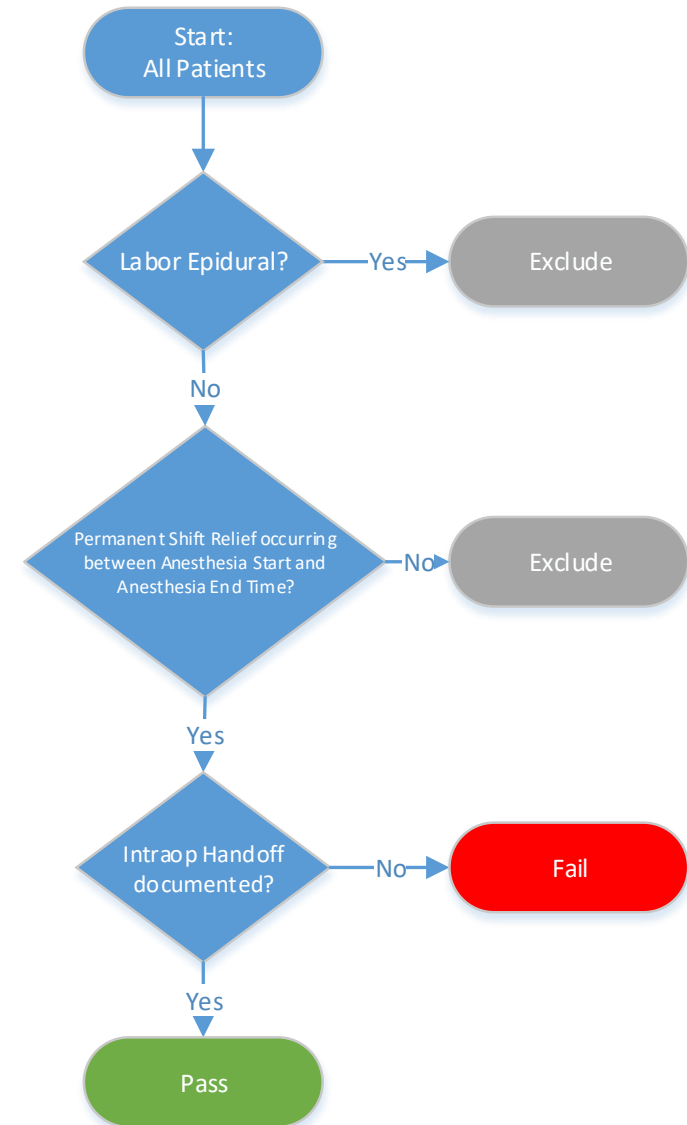 Start:
All Patients
Labor Epidural?
Yes
Exclude
No
Permanent Shift Relief occurring
between Anesthesia Start and
Anesthesia End Time?
No
Exclude
Yes
Intraop Handoff
documented?
No
Fail
Yes
Pass